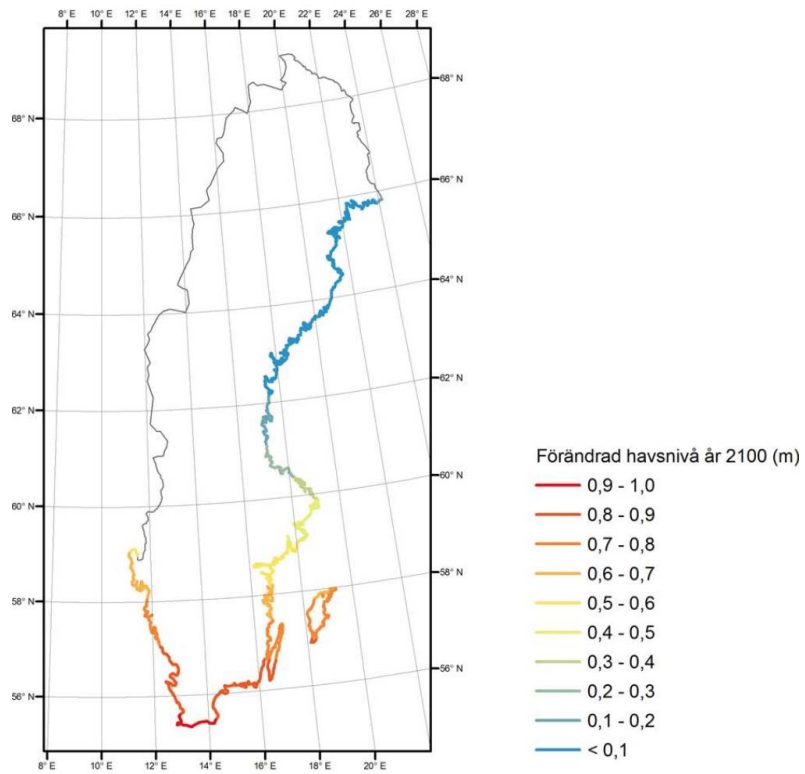 8° E 10° E 12° E 14° E 16° E 18° E 20° E 22° E 24° E 26° E 28° E
68° N 68° N
66° N 66° N
64° N 64° N
62° N 62° N
60° N 60° N
58° N 58° N
56° N 56° N
8° E 10° E 12° E 14° E 16° E 18° E 20° E
Förändrad havsnivå år 2100 (m)
0,9 - 1,0
0,8 - 0,9
0,7 - 0,8
0,6 - 0,7
0,5 - 0,6
0,4 - 0,5
0,3 - 0,4
0,2 - 0,3
0,1 - 0,2
< 0,1